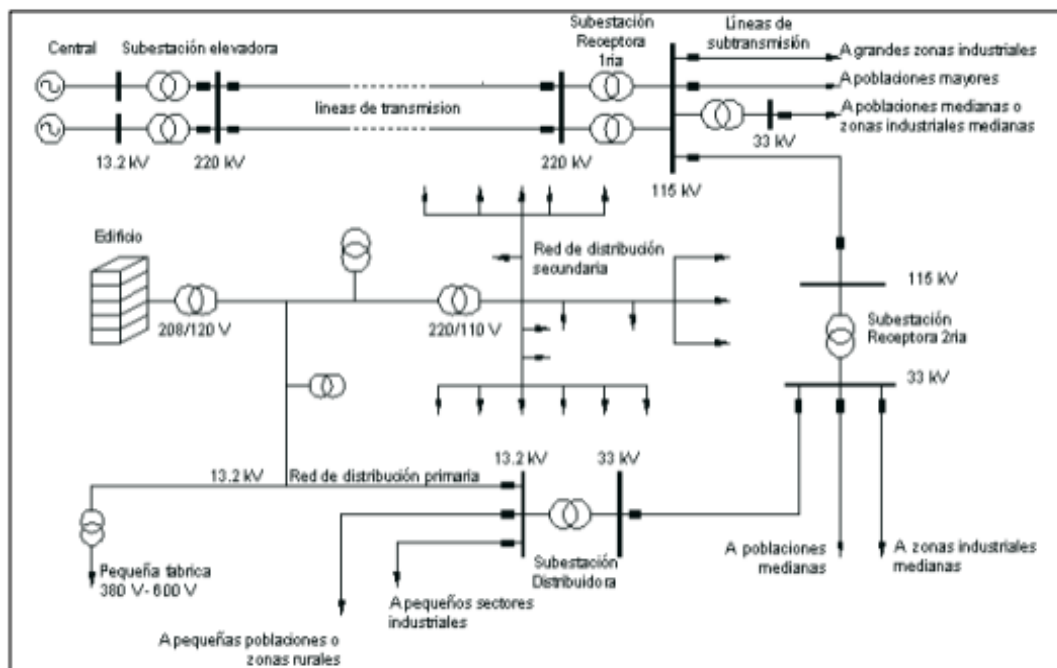 Central
Subestación elevadora
Subestación
Receptora
1ria
Líneas de
subtransmisión
A grandes zonas industriales
A poblaciones mayores
A poblaciones medianas o
zonas industriales medianas
lineas de transmision
13.2 kV
220 kV
220 kV
33 kV
115 kV
Edificio
Red de distribución
secundaria
115 kV
208/120 V
220/110 V
Subestación
Receptora 2ria
33 kV
13.2 kV
Red de distribución primaria
13.2 kV
33 kV
Pequeña fabrica
380 V- 600 V
Subestación
Distribuidora
A poblaciones
medianas
A zonas industriales
medianas
A pequeños sectores
industriales
A pequeñas poblaciones o
zonas rurales